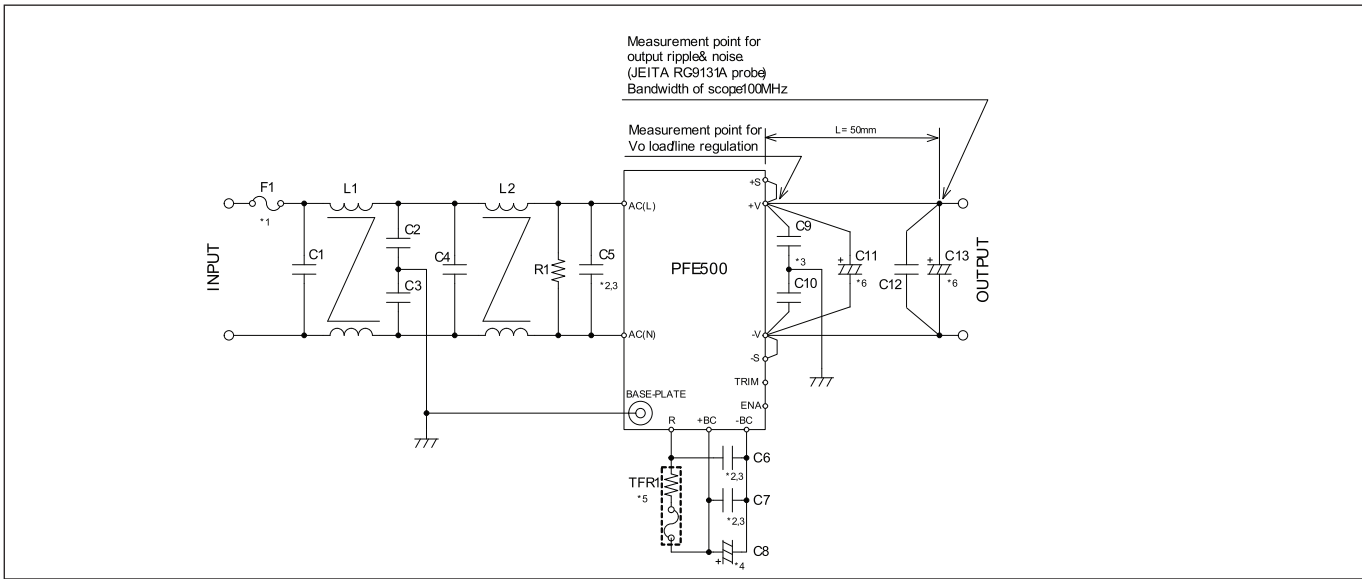 Measurement point for
output ripple& noise.
(JEITA RC9131A probe)
Bandwidth of scope100MHz
Measurement point for
Vo load/line regulation
L= 50mm
F1
*1
L1
L2
INPUT
C1
C2
C3
C4
R1
C5
*2,3
AC(L)
AC(N)
PFE500
BASE-PLATE
+S
+V
-V
-S
TRIM
ENA
R
+BC
-BC
C9
*3
C10
C11
+
*6
C12
C13
+
*6
OUTPUT
C6
*2,3
C7
*2,3
C8
+
*4
TFR1
*5